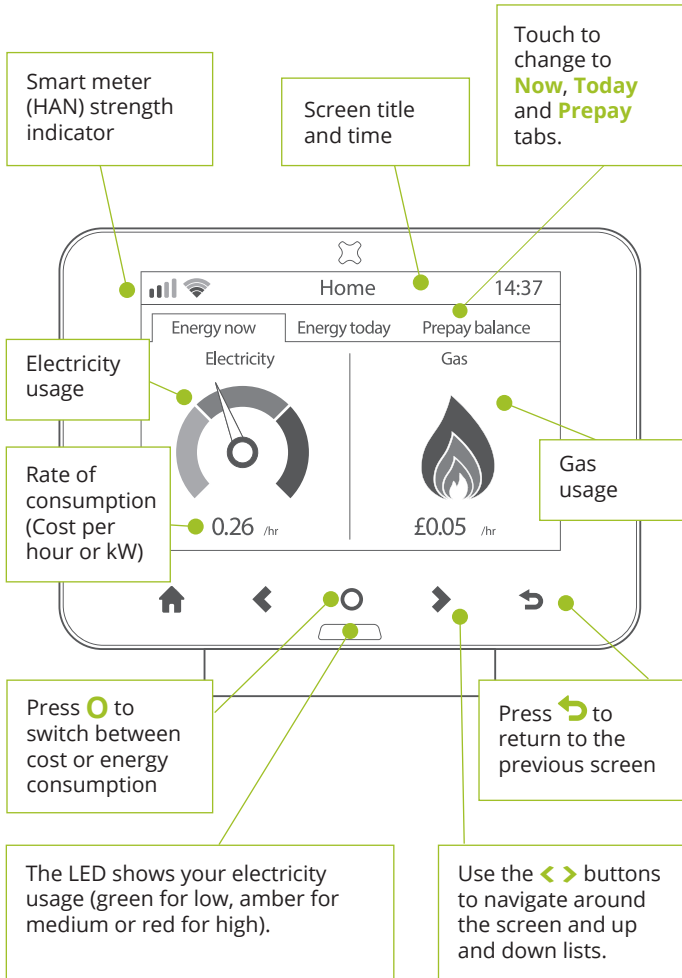 Touch to
change to
Now, Today
and Prepay
tabs.
Smart meter
(HAN) strength
indicator
Screen title
and time
Home
14:37
Energy now
Energy today
Prepay balance
Electricity
Gas
Electricity
usage
Gas
usage
Rate of
consumption
(Cost per
hour or kW)
0.26 /hr
£0.05 /hr
Press O to
switch between
cost or energy
consumption
Press to
return to the
previous screen
The LED shows your electricity
usage (green for low, amber for
medium or red for high).
Use the < > buttons
to navigate around
the screen and up
and down lists.